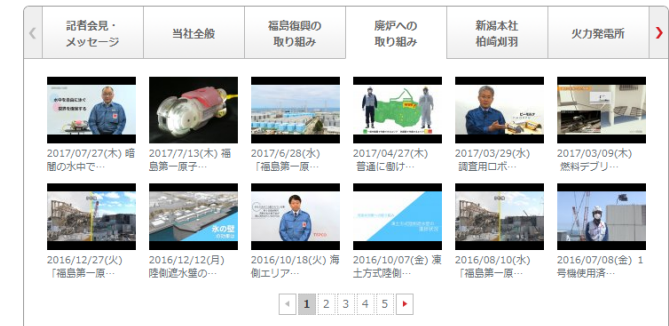 記者会見・
メッセージ
当社全般
福島復興の
取り組み
廃炉への
取り組み
新潟本社
柏崎刈羽
火力発電所
2017/07/27(木) 暗
闇の水中で…
2017/7/13(木) 福
島第一原子…
2017/6/28(水)
「福島第一原…
2017/04/27(木)
普通に働け…
2017/03/29(水)
調査用ロボ…
2017/03/09(木)
燃料デブリ…
氷の壁
2016/12/27(火)
「福島第一原…
2016/12/12(月)
陸側遮水壁の…
2016/10/18(火) 海
側エリア…
2016/10/07(金) 凍
土方式陸側…
2016/08/10(水)
「福島第一原…
2016/07/08(金) 1
号機使用済…
1 2 3 4 5